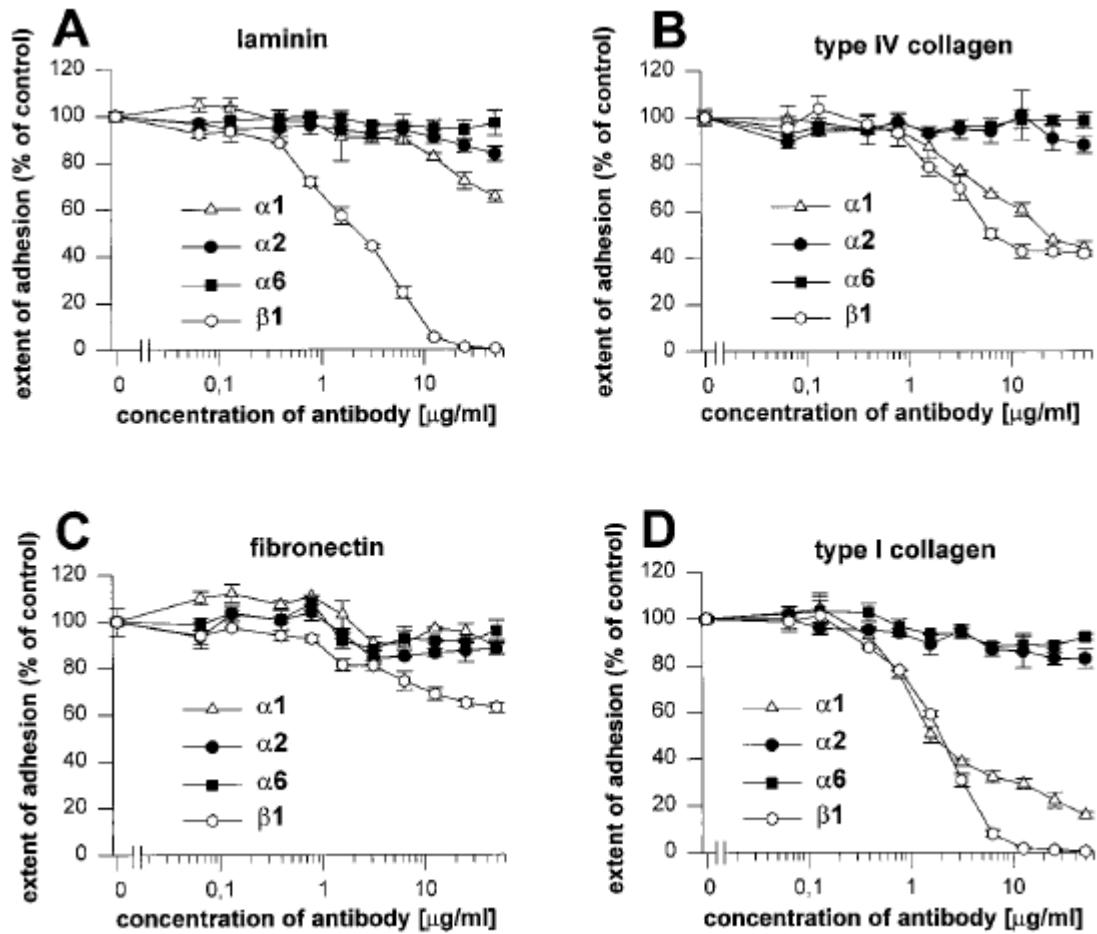 A
laminin
extent of adhesion (% of control)
120
100
80
60
40
20
0
α1
α2
α6
β1
0 0,1 1 10
concentration of antibody [μg/ml]
B
type IV collagen
extent of adhesion (% of control)
120
100
80
60
40
20
0
α1
α2
α6
β1
0 0,1 1 10
concentration of antibody [μg/ml]
C
fibronectin
extent of adhesion (% of control)
120
100
80
60
40
20
0
α1
α2
α6
β1
0 0,1 1 10
concentration of antibody [μg/ml]
D
type I collagen
extent of adhesion (% of control)
120
100
80
60
40
20
0
α1
α2
α6
β1
0 0,1 1 10
concentration of antibody [μg/ml]